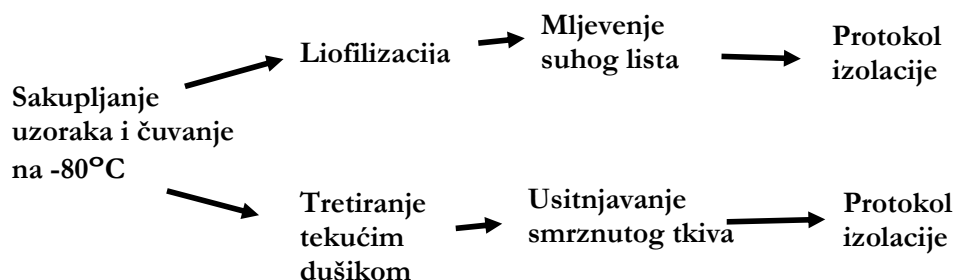 Sakupljanje
uzoraka i čuvanje
na -80°C
Liofilizacija
Mljevenje
suhog lista
Protokol
izolacije
Tretiranje
tekućim
dušikom
Usitnjavanje
smrznutog tkiva
Protokol
izolacije